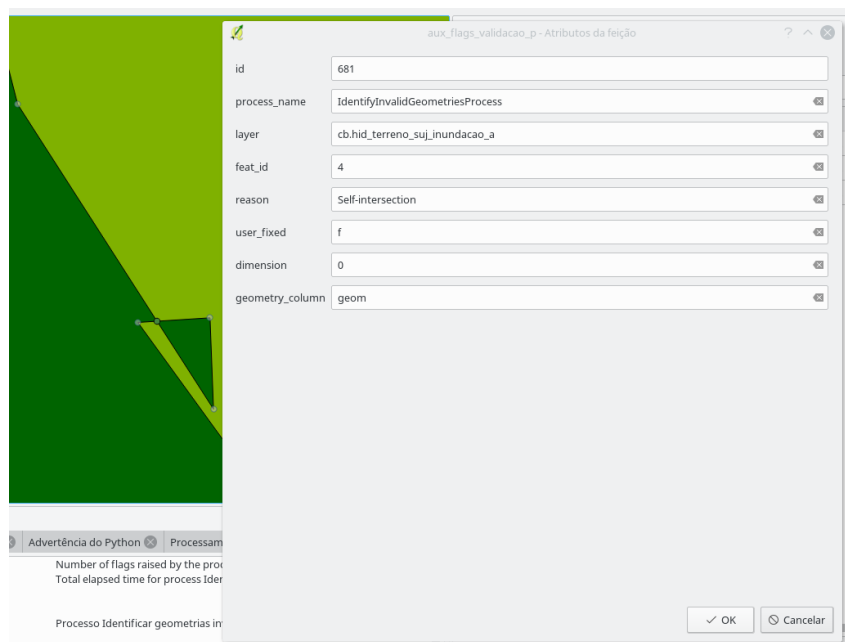 aux_flags_validacao_p - Atributos da feição
id 681
process_name IdentifyInvalidGeometriesProcess
layer cb.hid_terreno_suj_inundacao_a
feat_id 4
reason Self-intersection
user_fixed f
dimension 0
geometry_column geom
Advertência do Python Processam
Number of flags raised by the proc
Total elapsed time for process Iden
Processo Identificar geometrias in
OK Cancelar